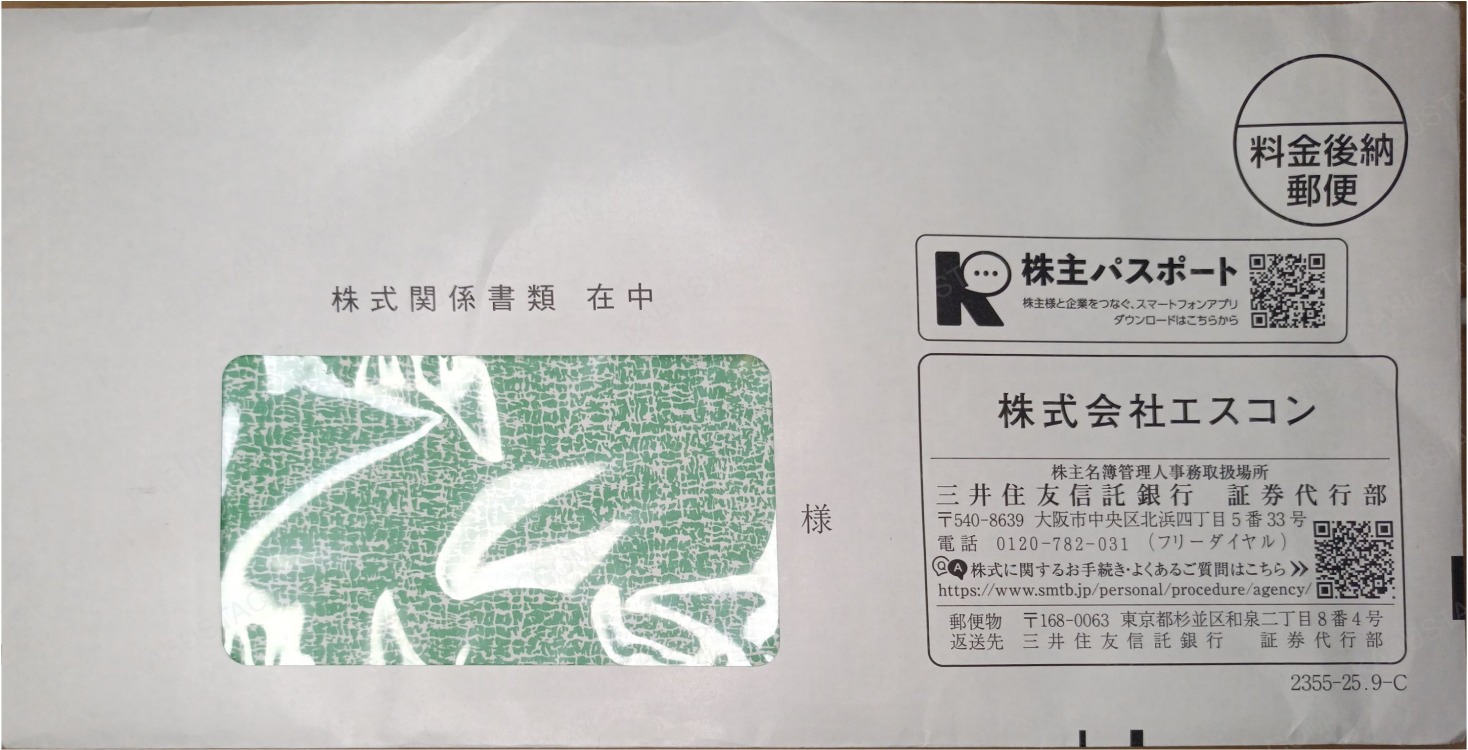 料金後納
郵便
株主パスポート
株主様と企業をつなぐ、スマートフォンアプリ
ダウンロードはこちらから
株式関係書類 在中
様
株式会社エスコン
株主名簿管理人事務取扱場所
三井住友信託銀行 証券代行部
〒540-8639 大阪市中央区北浜四丁目5番33号
電話 0120-782-031 (フリーダイヤル)
QA 株式に関するお手続き・よくあるご質問はこちら
https://www.smtb.jp/personal/procedure/agency/
郵便物 〒168-0063 東京都杉並区和泉二丁目8番4号
返送先 三井住友信託銀行 証券代行部
2355-25.9-C